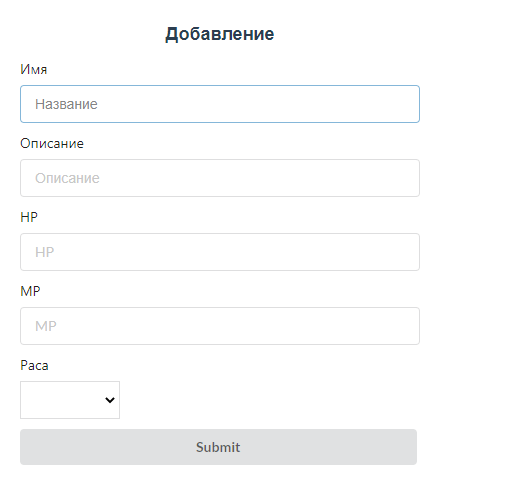 Добавление
Имя
Название
Описание
Описание
HP
HP
MP
MP
Раса
Submit